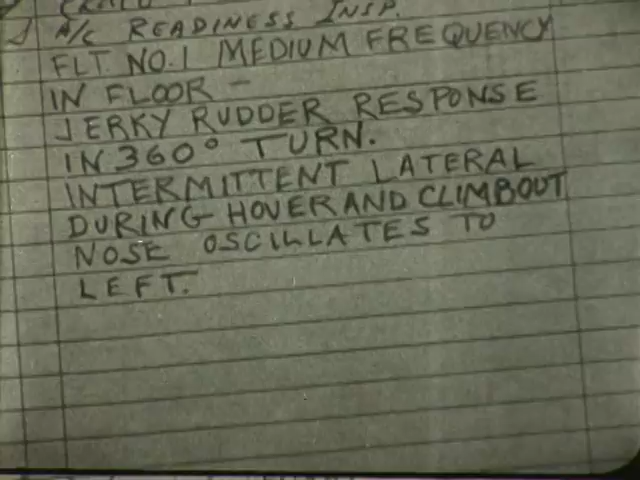 A/C READINESS INSP.
FLT. NO. 1 MEDIUM FREQUENCY
IN FLOOR —
JERKY RUDDER RESPONSE
IN 360° TURN.
INTERMITTENT LATERAL
DURING HOVER AND CLIMBOUT
NOSE OSCILLATES TO
LEFT.